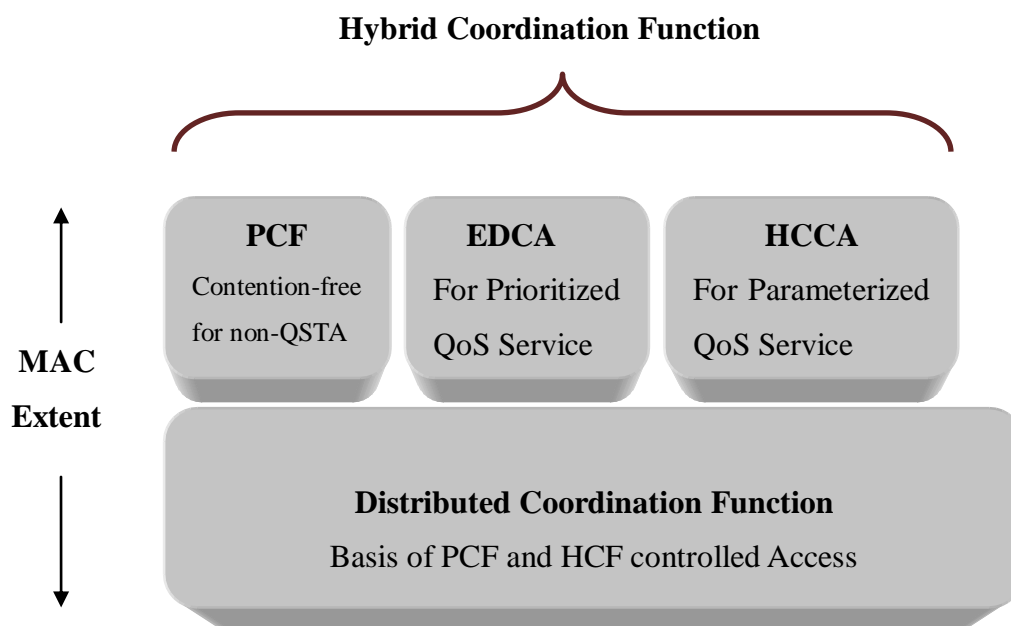 Hybrid Coordination Function
PCF
Contention-free
for non-QSTA
EDCA
For Prioritized
QoS Service
HCCA
For Parameterized
QoS Service
MAC
Extent
Distributed Coordination Function
Basis of PCF and HCF controlled Access